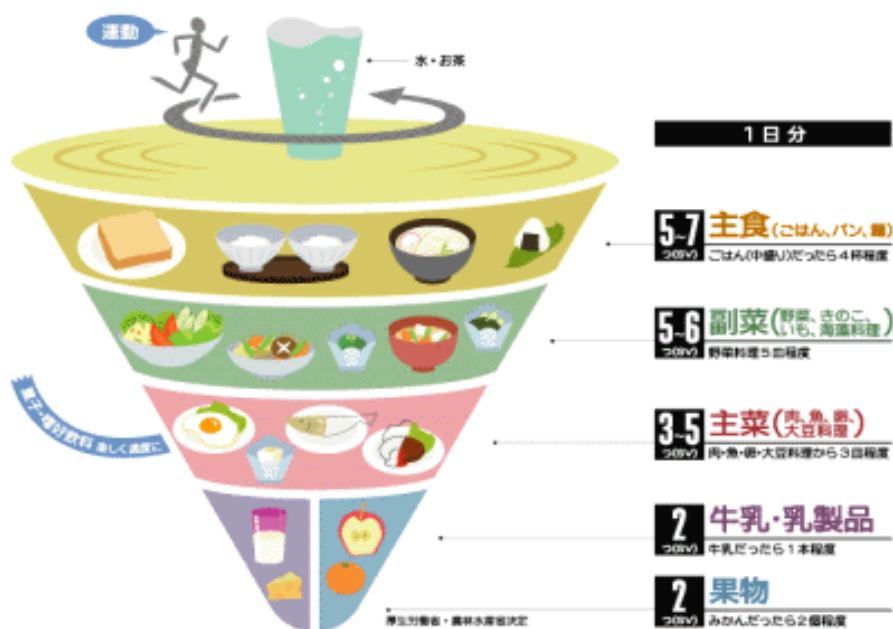 運動
水・お茶
1日分
5~7
つ(SV)
主食(ごはん、パン、麺)
ごはん(中盛り)だったら4杯程度
5~6
つ(SV)
副菜(野菜、きのこ、
いも、海藻料理)
野菜料理5皿程度
菓子・嗜好飲料 楽しく適度に
3~5
つ(SV)
主菜(肉、魚、卵、
大豆料理)
肉・魚・卵・大豆料理から3皿程度
2
つ(SV)
牛乳・乳製品
牛乳だったら1本程度
2
つ(SV)
果物
みかんだったら2個程度
厚生労働省・農林水産省決定